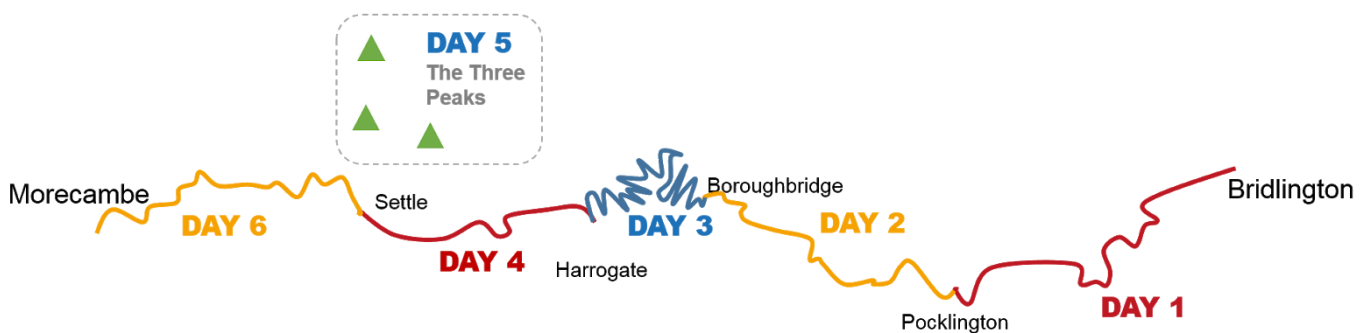 DAY 5
The Three
Peaks
Morecambe
Settle
Boroughbridge
Bridlington
DAY 6
DAY 3
DAY 2
DAY 4
Harrogate
DAY 1
Pocklington